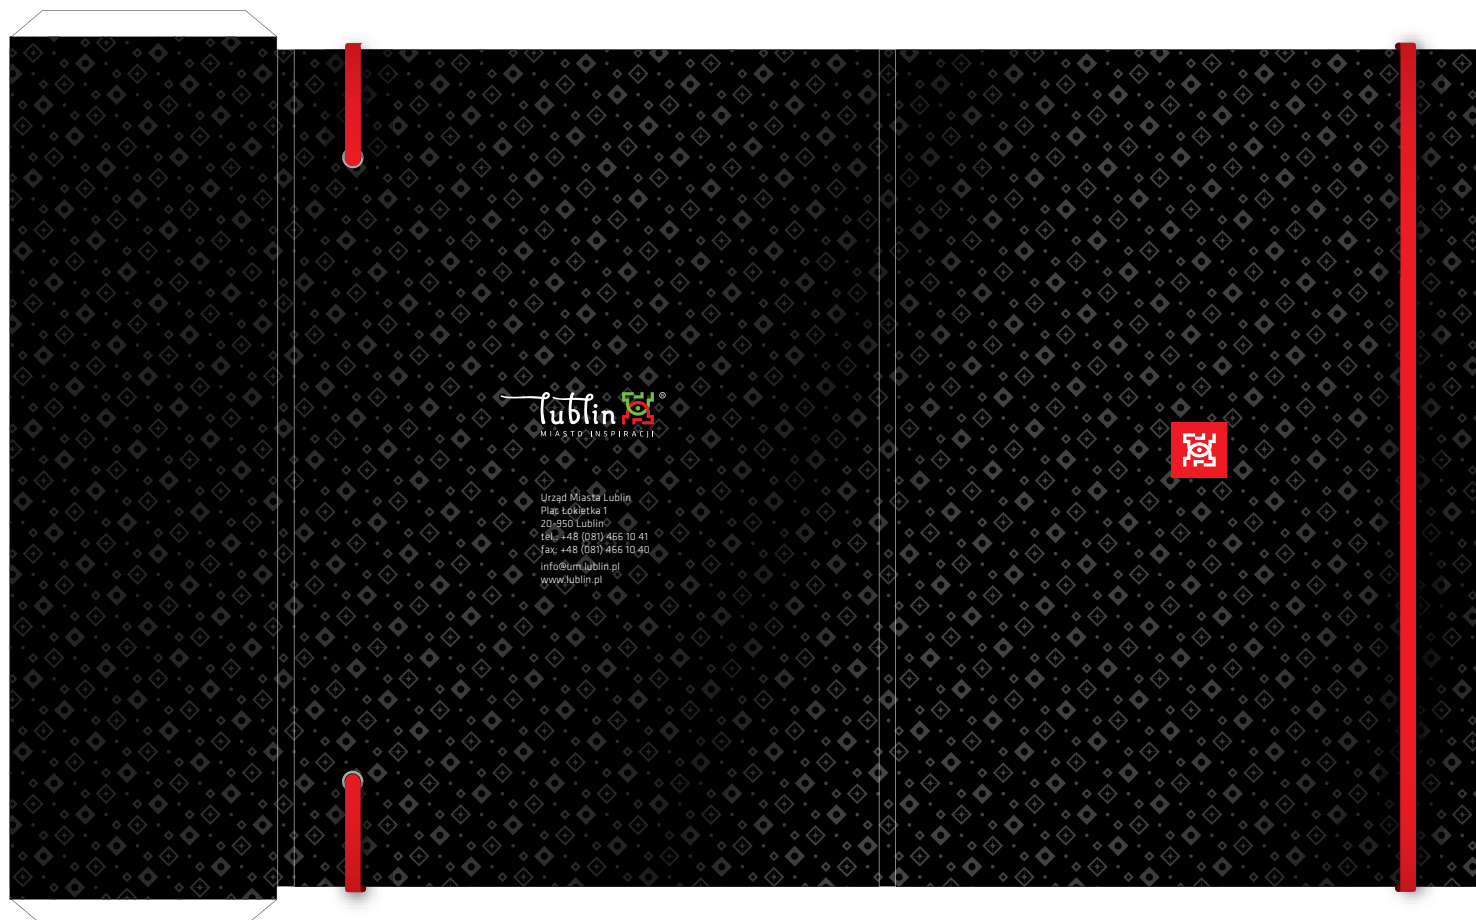 lublin ®
MIASTO INSPIRACJI
Urząd Miasta Lublin
Plac Łokietka 1
20-950 Lublin
tel.: +48 (081) 466 10 41
fax: +48 (081) 466 10 40
info@um.lublin.pl
www.lublin.pl